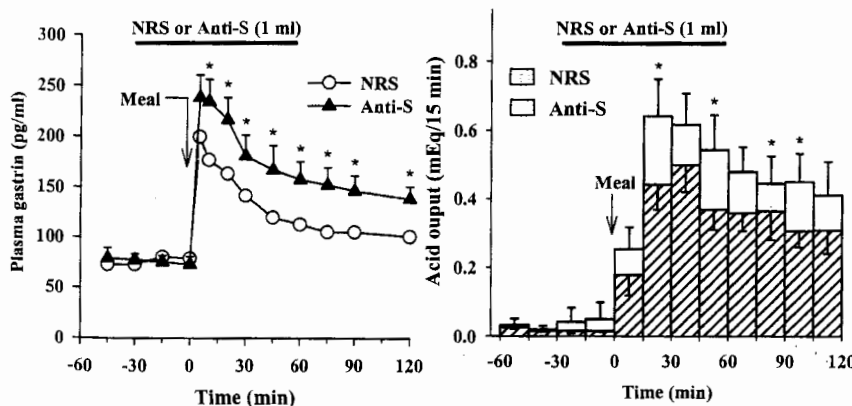 NRS or Anti-S (1 ml)
300
250
200
150
100
50
0
Plasma gastrin (pg/ml)
Meal
NRS
Anti-S
* * * * * * * * *
-60 -30 0 30 60 90 120
Time (min)
NRS or Anti-S (1 ml)
0.8
0.6
0.4
0.2
0.0
Acid ouput (mEq/15 min)
NRS
Anti-S
Meal
* * * *
-60 -30 0 30 60 90 120
Time (min)